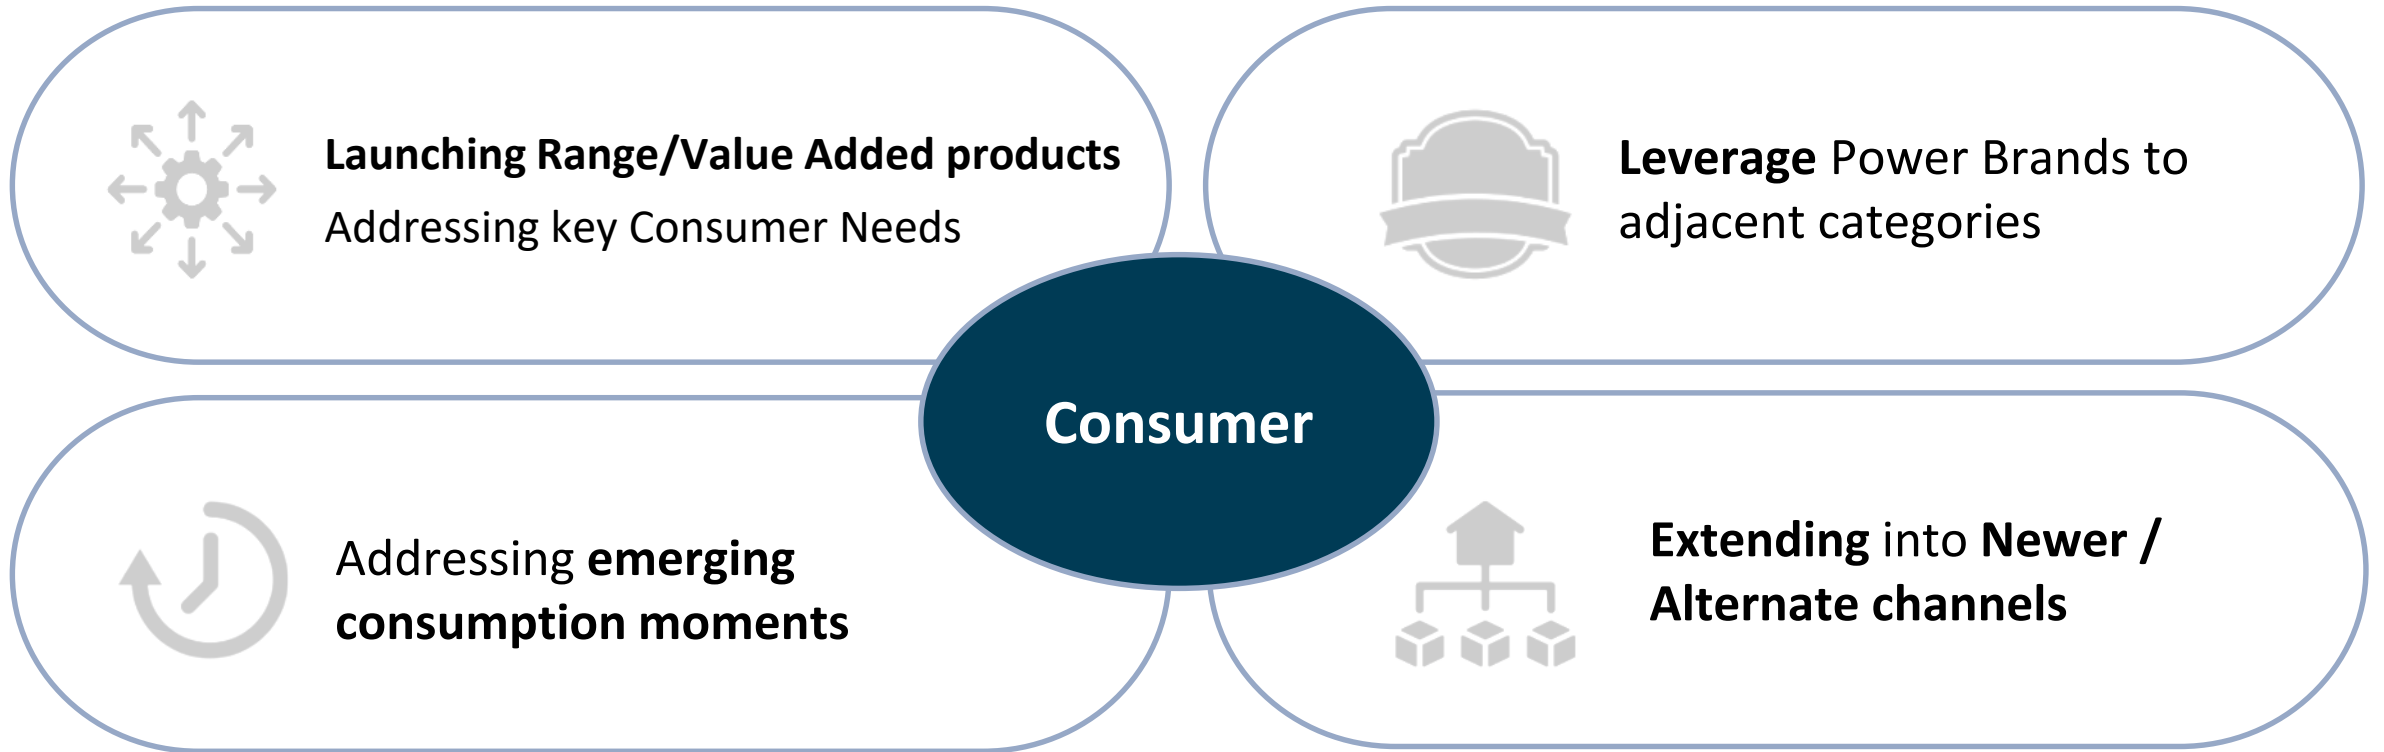 Launching Range/Value Added products
Addressing key Consumer Needs
Leverage Power Brands to
adjacent categories
Consumer
Addressing emerging
consumption moments
Extending into Newer /
Alternate channels